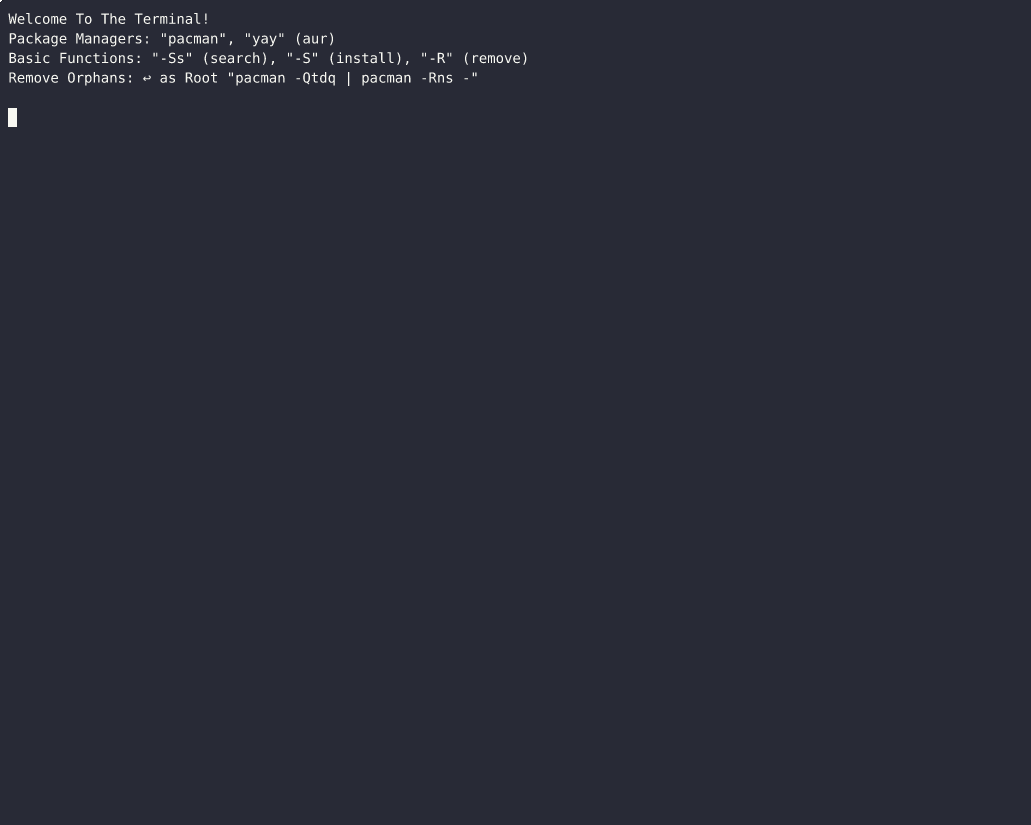 Welcome To The Terminal!
Package Managers: "pacman", "yay" (aur)
Basic Functions: "-Ss" (search), "-S" (install), "-R" (remove)
Remove Orphans: ↩ as Root "pacman -Qtdq | pacman -Rns -"